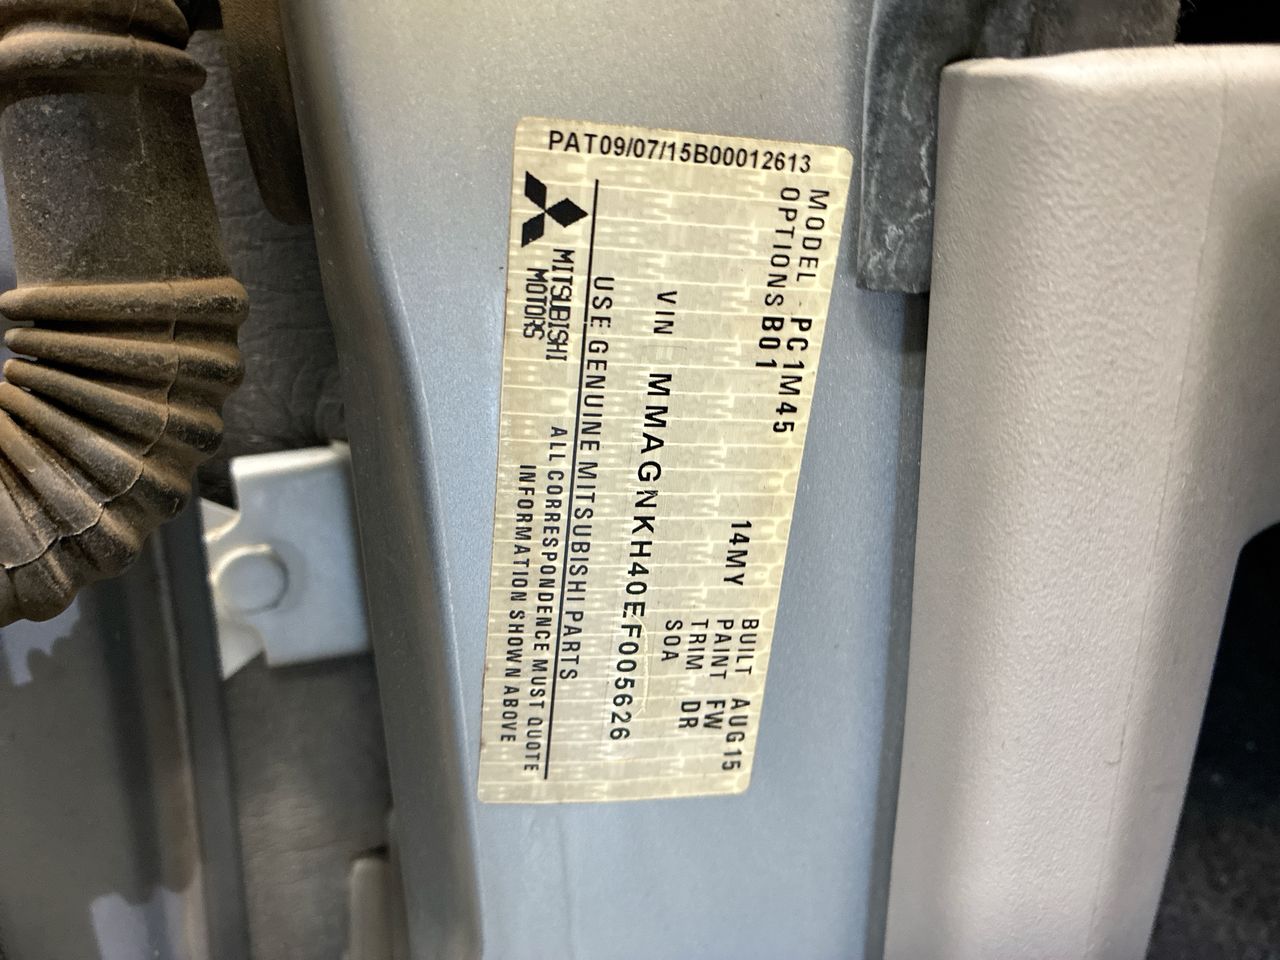 PAT09/07/15B00012613
MODEL PC1M45 14MY BUILT AUG15
OPTIONS B01 PAINT FW
TRIM DR
SOA
VIN MMAGNKH40EF005626
USE GENUINE MITSUBISHI PARTS
MITSUBISHI
MOTORS
ALL CORRESPONDENCE MUST QUOTE
INFORMATION SHOWN ABOVE